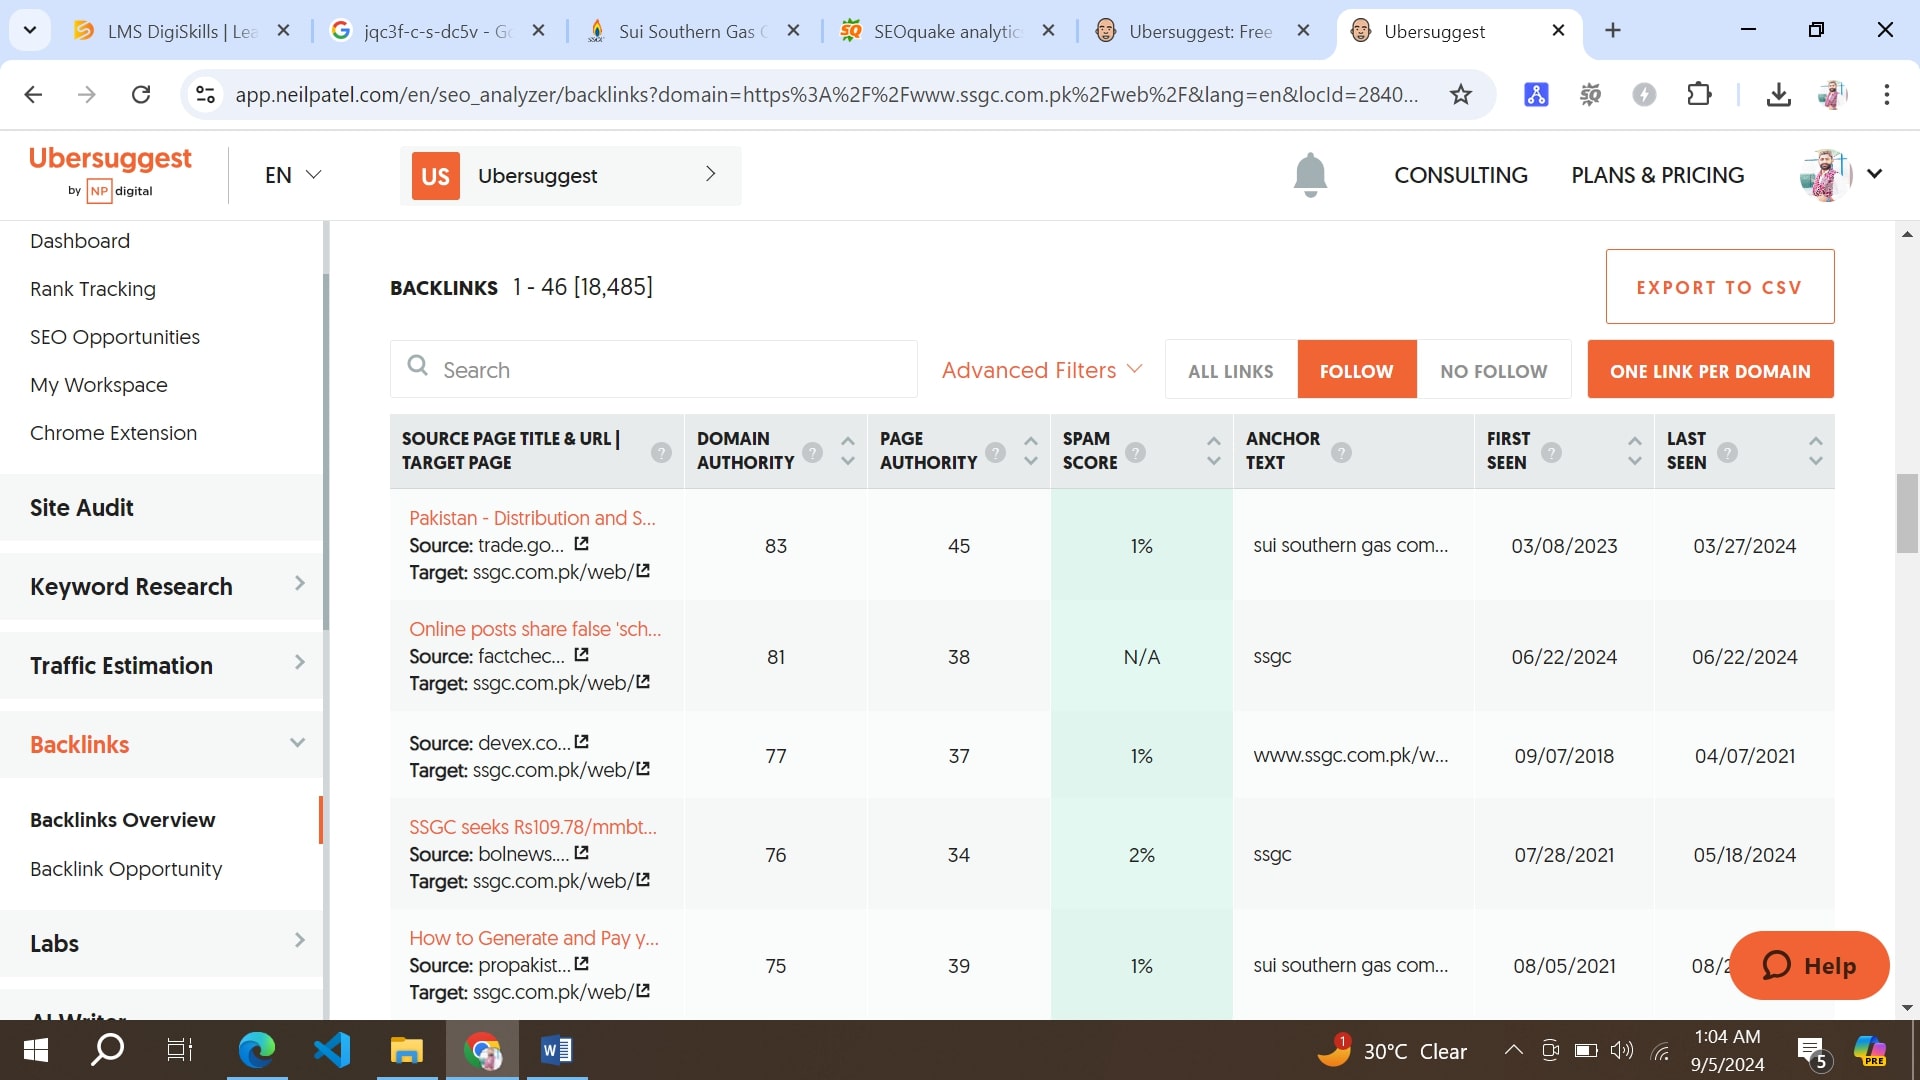 LMS DigiSkills | Lea
jqc3f-c-s-dc5v - Go
Sui Southern Gas C
SEOquake analytics
Ubersuggest: Free
Ubersuggest
app.neilpatel.com/en/seo_analyzer/backlinks?domain=https%3A%2F%2Fwww.ssgc.com.pk%2Fweb%2F&lang=en&locId=2840...
Ubersuggest
by NP digital
EN
US Ubersuggest
CONSULTING
PLANS & PRICING
Dashboard
Rank Tracking
SEO Opportunities
My Workspace
Chrome Extension
Site Audit
Keyword Research
Traffic Estimation
Backlinks
Backlinks Overview
Backlink Opportunity
Labs
AI Writer
BACKLINKS 1 - 46 [18,485]
EXPORT TO CSV
Search
Advanced Filters
ALL LINKS
FOLLOW
NO FOLLOW
ONE LINK PER DOMAIN
SOURCE PAGE TITLE & URL |
TARGET PAGE
DOMAIN
AUTHORITY
PAGE
AUTHORITY
SPAM
SCORE
ANCHOR
TEXT
FIRST
SEEN
LAST
SEEN
Pakistan - Distribution and S...
Source: trade.go...
Target: ssgc.com.pk/web/
83
45
1%
sui southern gas com...
03/08/2023
03/27/2024
Online posts share false 'sch...
Source: factchec...
Target: ssgc.com.pk/web/
81
38
N/A
ssgc
06/22/2024
06/22/2024
Source: devex.co...
Target: ssgc.com.pk/web/
77
37
1%
www.ssgc.com.pk/w...
09/07/2018
04/07/2021
SSGC seeks Rs109.78/mmbt...
Source: bolnews....
Target: ssgc.com.pk/web/
76
34
2%
ssgc
07/28/2021
05/18/2024
How to Generate and Pay y...
Source: propakist...
Target: ssgc.com.pk/web/
75
39
1%
sui southern gas com...
08/05/2021
08/2
Help
1
30°C Clear
1:04 AM
9/5/2024
5
PRE